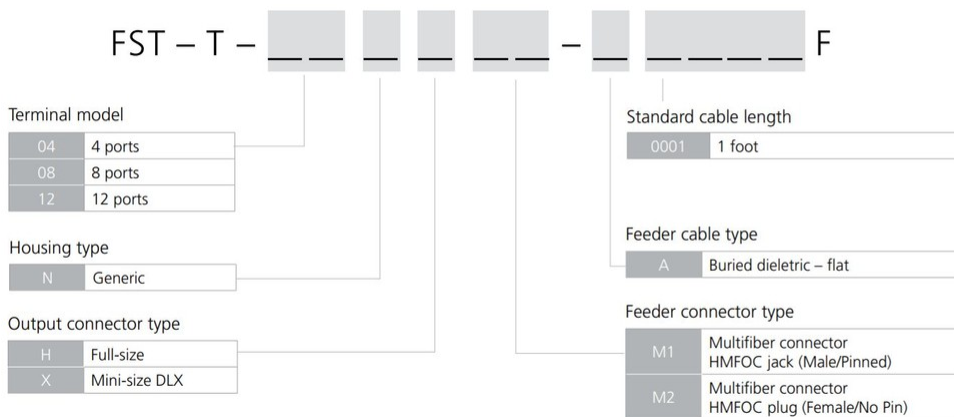 FST – T – __ __ __ __ __ __ – __ __ __ __ __ F
Terminal model
04 4 ports
08 8 ports
12 12 ports
Housing type
N Generic
Output connector type
H Full-size
X Mini-size DLX
Standard cable length
0001 1 foot
Feeder cable type
A Buried dieletric – flat
Feeder connector type
M1 Multifiber connector
HMFOC jack (Male/Pinned)
M2 Multifiber connector
HMFOC plug (Female/No Pin)